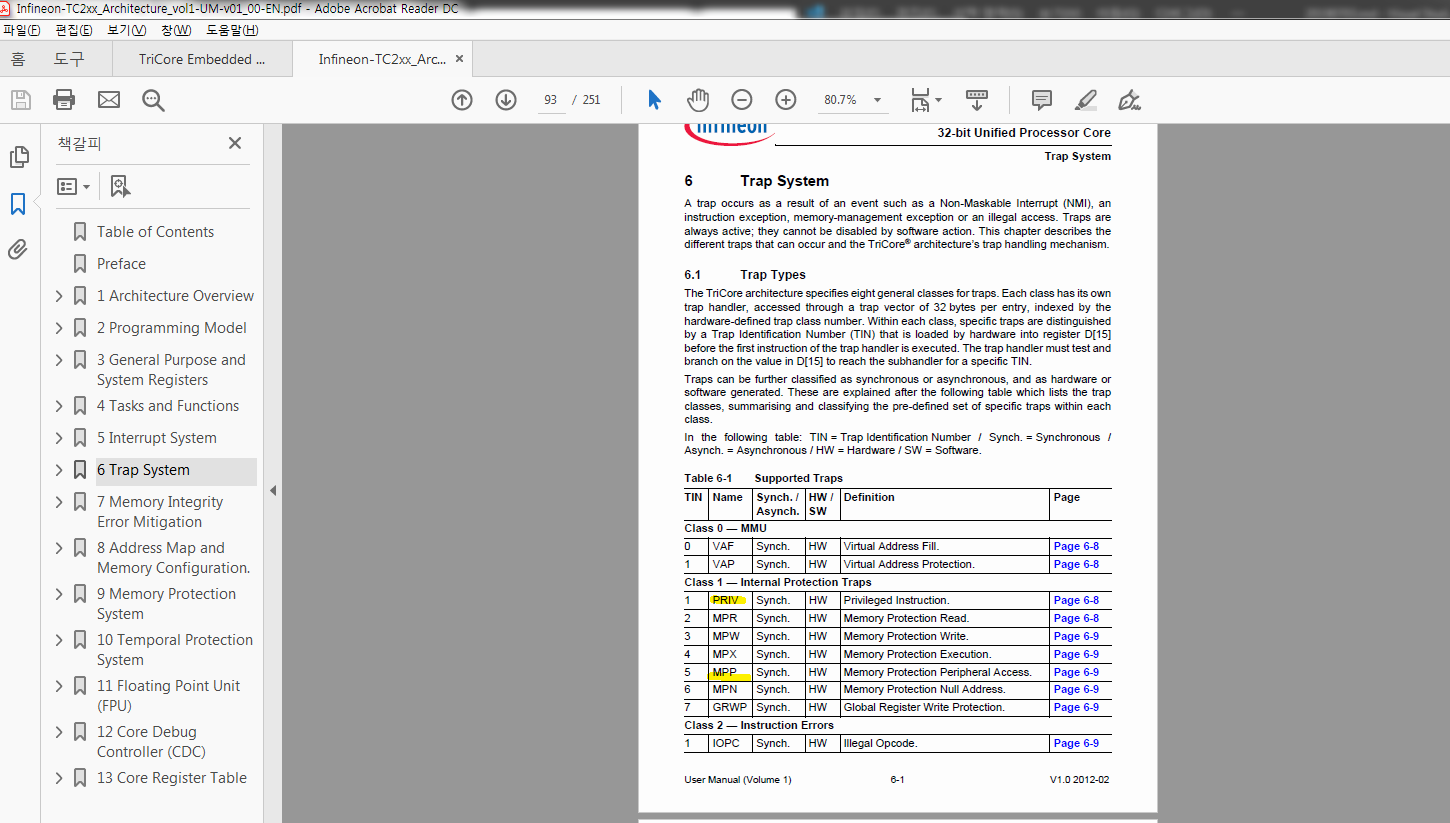 Infineon-TC2xx_Architecture_vol1-UM-v01_00-EN.pdf - Adobe Acrobat Reader DC
파일(F) 편집(E) 보기(V) 창(W) 도움말(H)
홈 도구 TriCore Embedded ... Infineon-TC2xx_Arc... ×
93 / 251 80.7%
책갈피
Table of Contents
Preface
1 Architecture Overview
2 Programming Model
3 General Purpose and
System Registers
4 Tasks and Functions
5 Interrupt System
6 Trap System
7 Memory Integrity
Error Mitigation
8 Address Map and
Memory Configuration.
9 Memory Protection
System
10 Temporal Protection
System
11 Floating Point Unit
(FPU)
12 Core Debug
Controller (CDC)
13 Core Register Table
Infineon
32-bit Unified Processor Core
Trap System
6 Trap System
A trap occurs as a result of an event such as a Non-Maskable Interrupt (NMI), an
instruction exception, memory-management exception or an illegal access. Traps are
always active; they cannot be disabled by software action. This chapter describes the
different traps that can occur and the TriCore® architecture's trap handling mechanism.
6.1 Trap Types
The TriCore architecture specifies eight general classes for traps. Each class has its own
trap handler, accessed through a trap vector of 32 bytes per entry, indexed by the
hardware-defined trap class number. Within each class, specific traps are distinguished
by a Trap Identification Number (TIN) that is loaded by hardware into register D[15]
before the first instruction of the trap handler is executed. The trap handler must test and
branch on the value in D[15] to reach the subhandler for a specific TIN.
Traps can be further classified as synchronous or asynchronous, and as hardware or
software generated. These are explained after the following table which lists the trap
classes, summarising and classifying the pre-defined set of specific traps within each
class.
In the following table: TIN = Trap Identification Number / Synch. = Synchronous /
Asynch. = Asynchronous / HW = Hardware / SW = Software.
Table 6-1 Supported Traps
TIN Name Synch. / HW / Definition Page
Asynch. SW
Class 0 — MMU
0 VAF Synch. HW Virtual Address Fill. Page 6-8
1 VAP Synch. HW Virtual Address Protection. Page 6-8
Class 1 — Internal Protection Traps
1 PRIV Synch. HW Privileged Instruction. Page 6-8
2 MPR Synch. HW Memory Protection Read. Page 6-8
3 MPW Synch. HW Memory Protection Write. Page 6-9
4 MPX Synch. HW Memory Protection Execution. Page 6-9
5 MPP Synch. HW Memory Protection Peripheral Access. Page 6-9
6 MPN Synch. HW Memory Protection Null Address. Page 6-9
7 GRWP Synch. HW Global Register Write Protection. Page 6-9
Class 2 — Instruction Errors
1 IOPC Synch. HW Illegal Opcode. Page 6-9
User Manual (Volume 1) 6-1 V1.0 2012-02